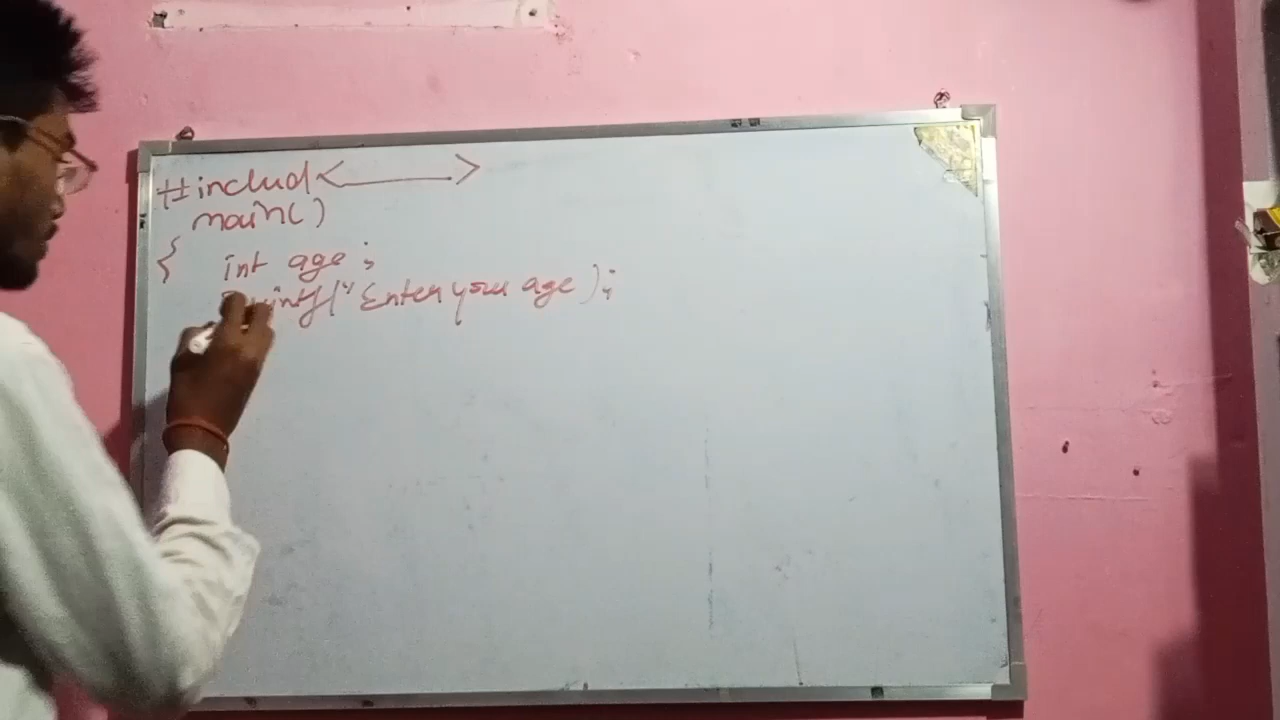 #includ<——>
main()
{ int age;
Printf("Enter your age);